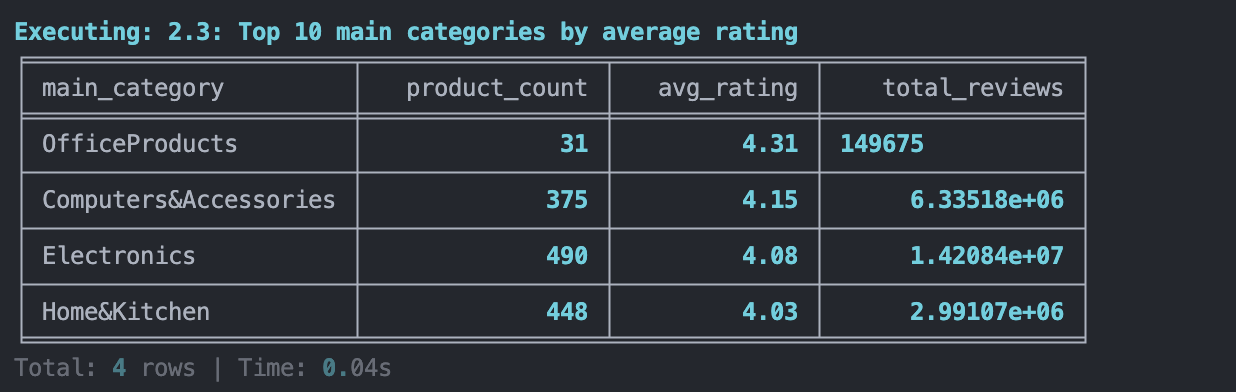 Executing: 2.3: Top 10 main categories by average rating
main_category product_count avg_rating total_reviews
OfficeProducts 31 4.31 149675
Computers&Accessories 375 4.15 6.33518e+06
Electronics 490 4.08 1.42084e+07
Home&Kitchen 448 4.03 2.99107e+06
Total: 4 rows | Time: 0.04s